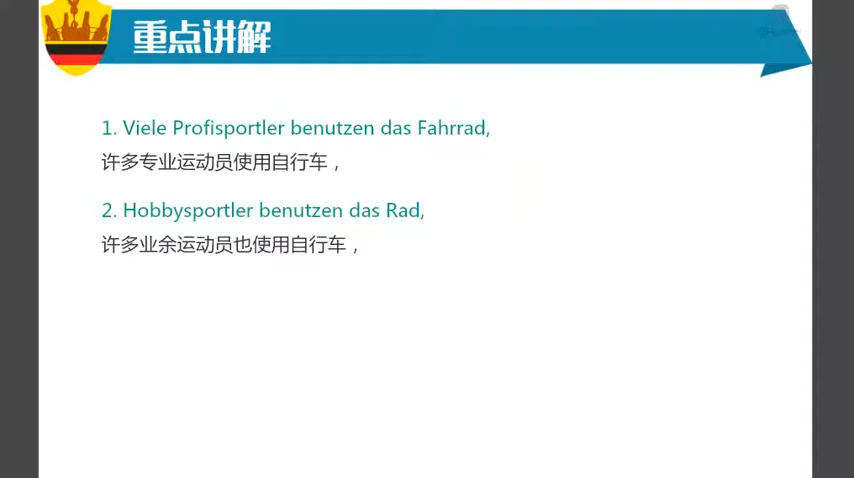 重点讲解
1. Viele Profisportler benutzen das Fahrrad,
许多专业运动员使用自行车，
2. Hobbysportler benutzen das Rad,
许多业余运动员也使用自行车，